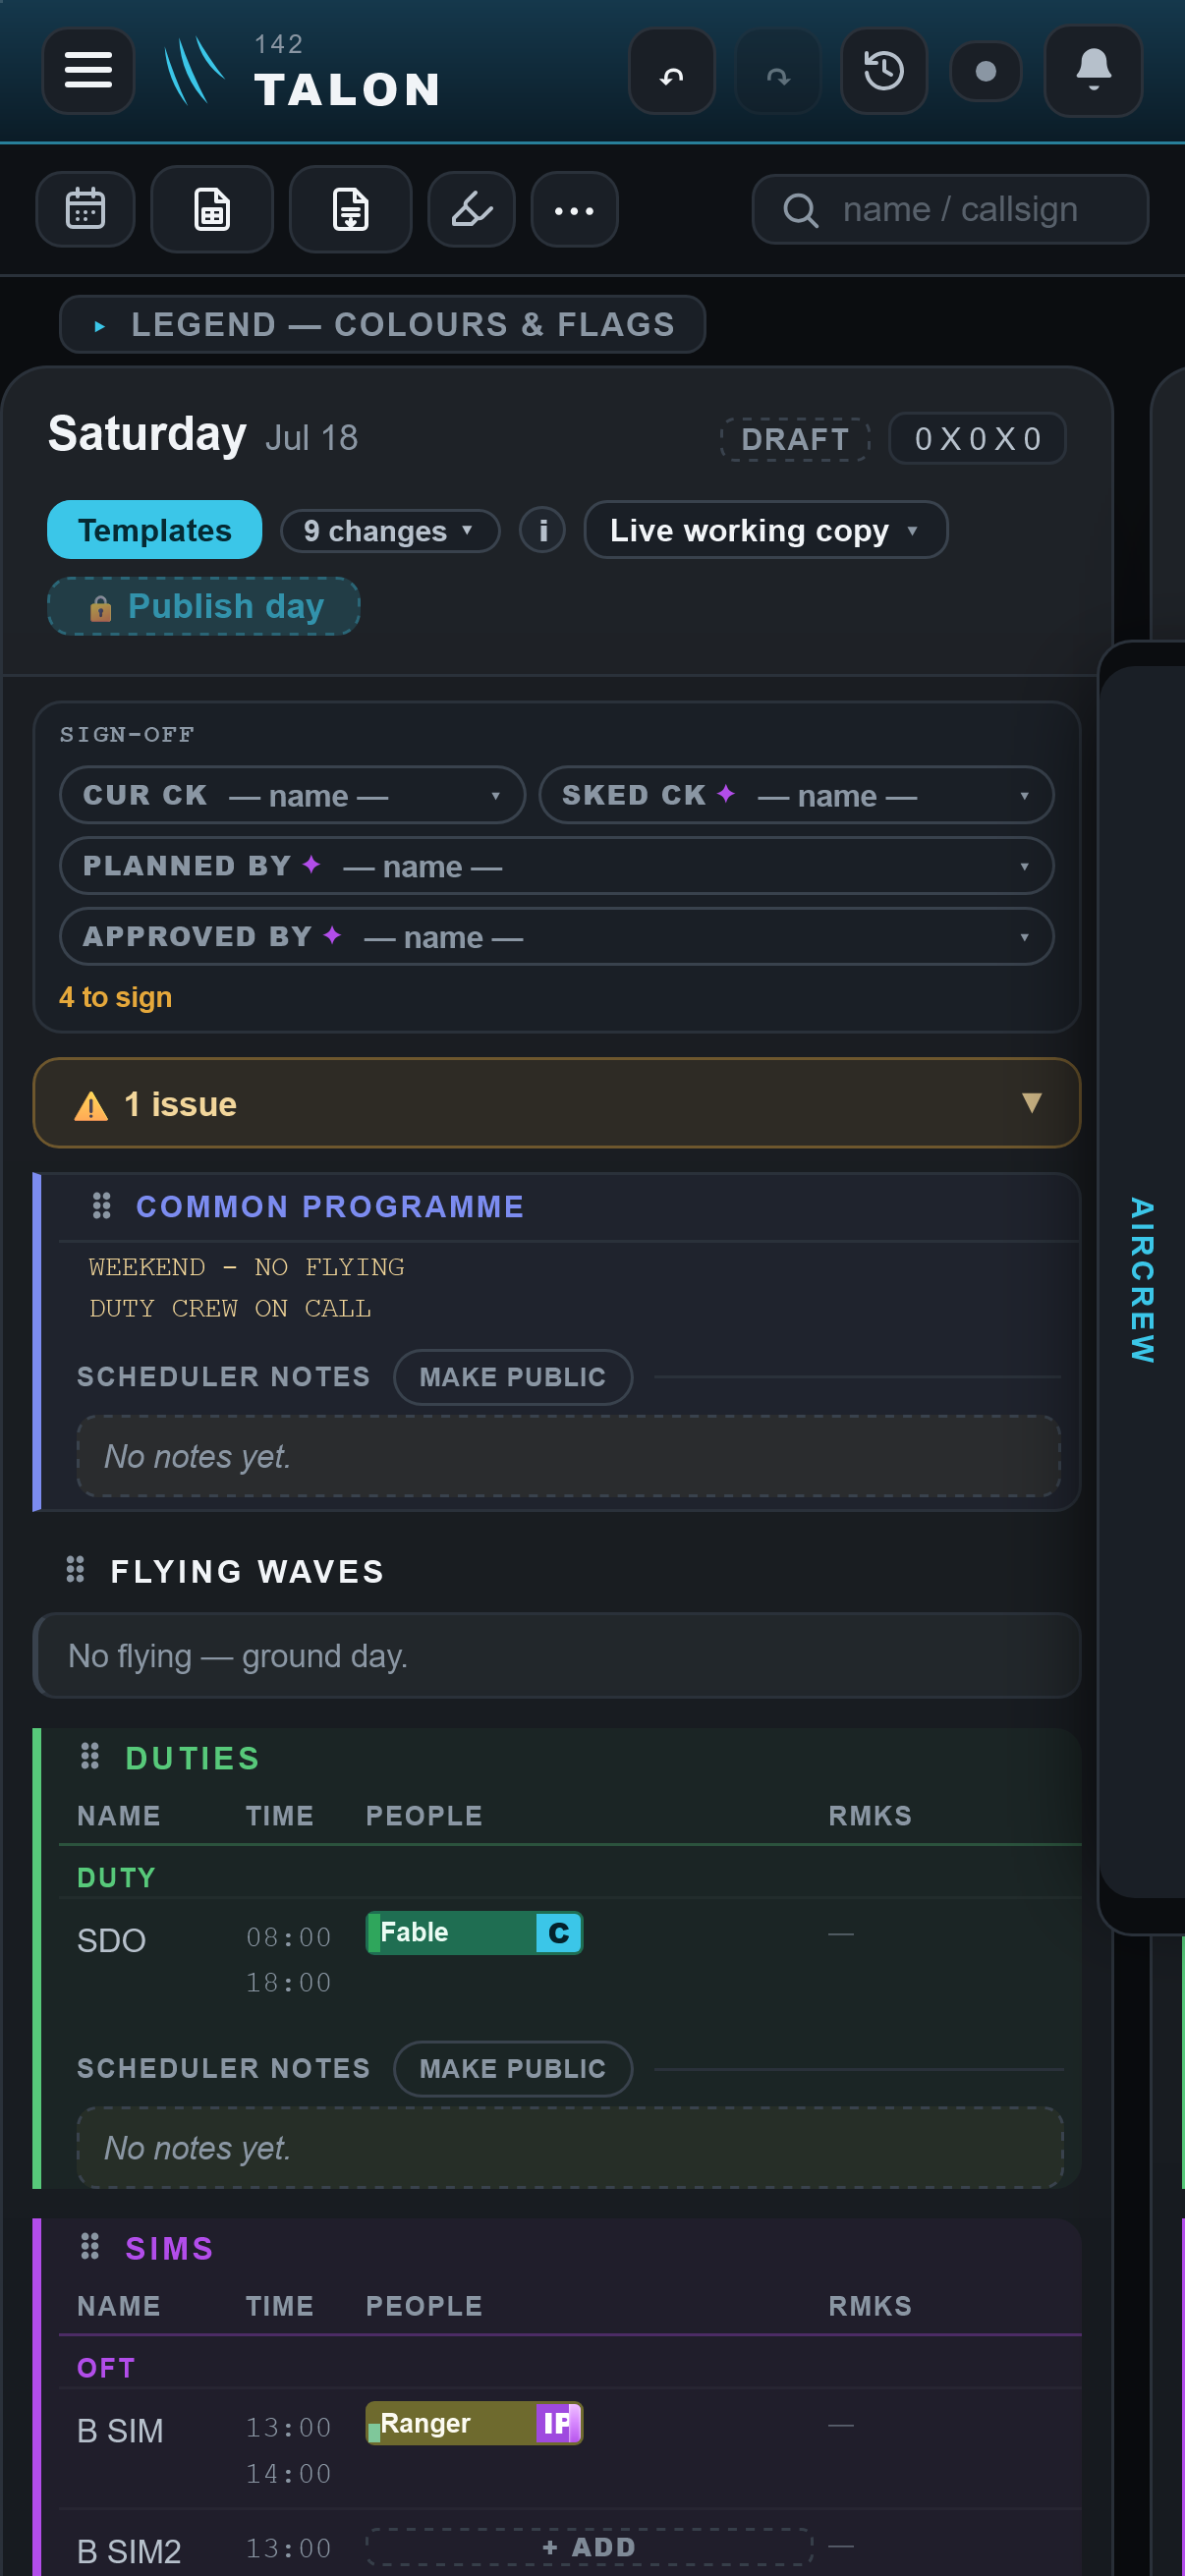 142
TALON
name / callsign
LEGEND — COLOURS & FLAGS
Saturday Jul 18 DRAFT 0 X 0 X 0
Templates 9 changes ▾ i Live working copy ▾
🔒 Publish day
SIGN-OFF
CUR CK — name — ▾ SKED CK ✦ — name — ▾
PLANNED BY ✦ — name — ▾
APPROVED BY ✦ — name — ▾
4 to sign
⚠️ 1 issue ▼
COMMON PROGRAMME
WEEKEND - NO FLYING
DUTY CREW ON CALL
SCHEDULER NOTES MAKE PUBLIC
No notes yet.
FLYING WAVES
No flying — ground day.
DUTIES
NAME TIME PEOPLE RMKS
DUTY
SDO 08:00 Fable C —
18:00
SCHEDULER NOTES MAKE PUBLIC
No notes yet.
SIMS
NAME TIME PEOPLE RMKS
OFT
B SIM 13:00 Ranger IP —
14:00
B SIM2 13:00 + ADD —
AIRCREW